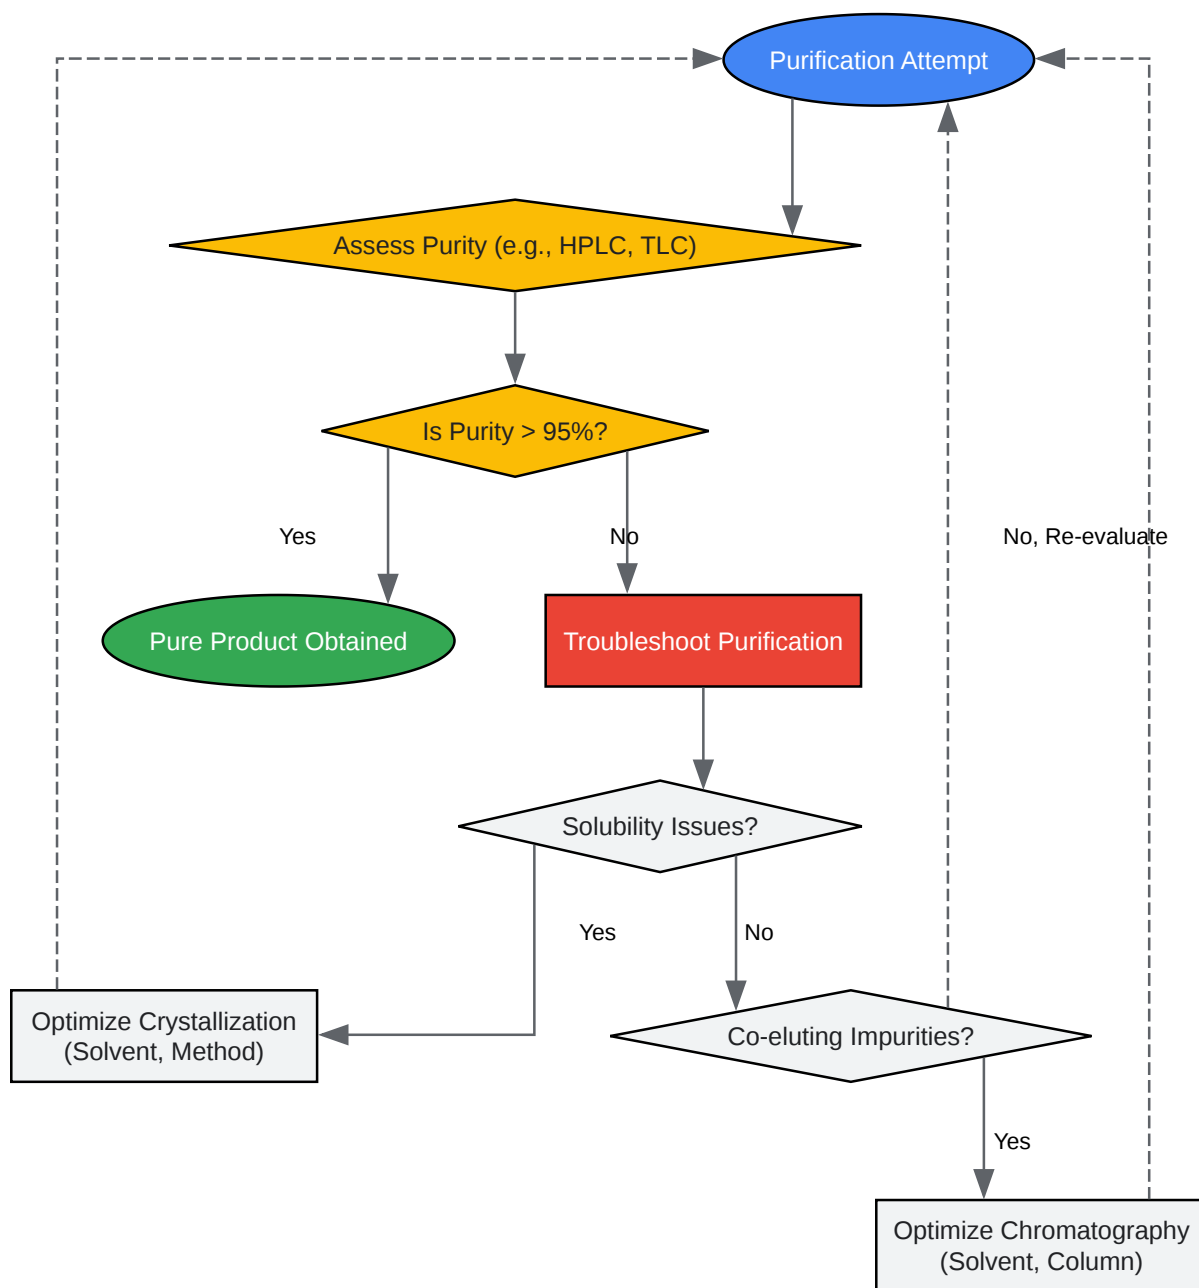 Purification Attempt
Assess Purity (e.g., HPLC, TLC)
Is Purity > 95%?
Yes
No
No, Re-evaluate
Pure Product Obtained
Troubleshoot Purification
Solubility Issues?
Yes
No
Optimize Crystallization
(Solvent, Method)
Co-eluting Impurities?
Yes
Optimize Chromatography
(Solvent, Column)